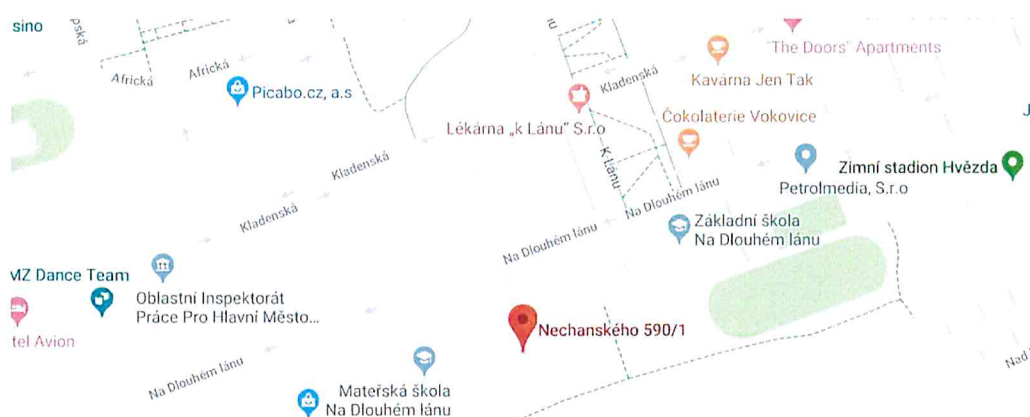 sino
pská
Africká
Africká
Picabo.cz, a.s
Kladenská
"The Doors" Apartments
Kavárna Jen Tak
Lékárna „k Lánu" S.r.o
Čokolaterie Vokovice
K Lánu
Kladenská
Kladenská
Zimní stadion Hvězda
Petrolmedia, S.r.o
Na Dlouhém lánu
Na Dlouhém lánu
Základní škola
Na Dlouhém lánu
MZ Dance Team
Oblastní Inspektorát
Práce Pro Hlavní Město...
tel Avion
Nechanského 590/1
Na Dlouhém lánu
Mateřská škola
Na Dlouhém lánu
Nad